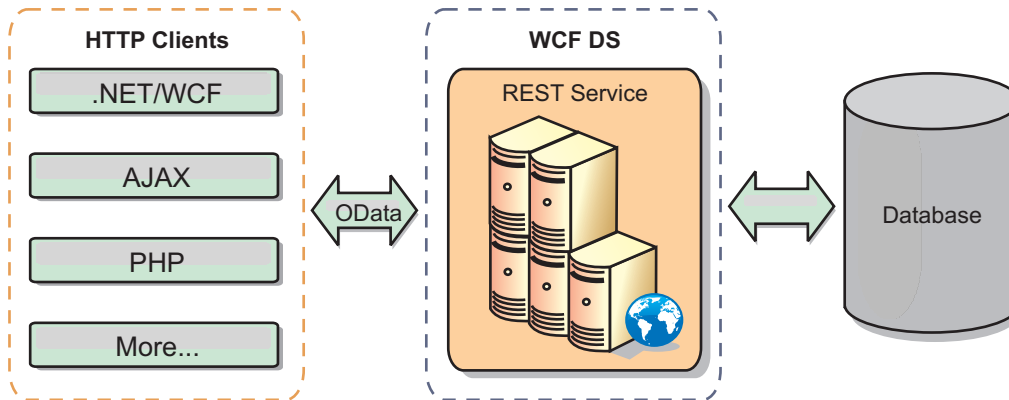 HTTP Clients
.NET/WCF
AJAX
PHP
More...
OData
WCF DS
REST Service
Database